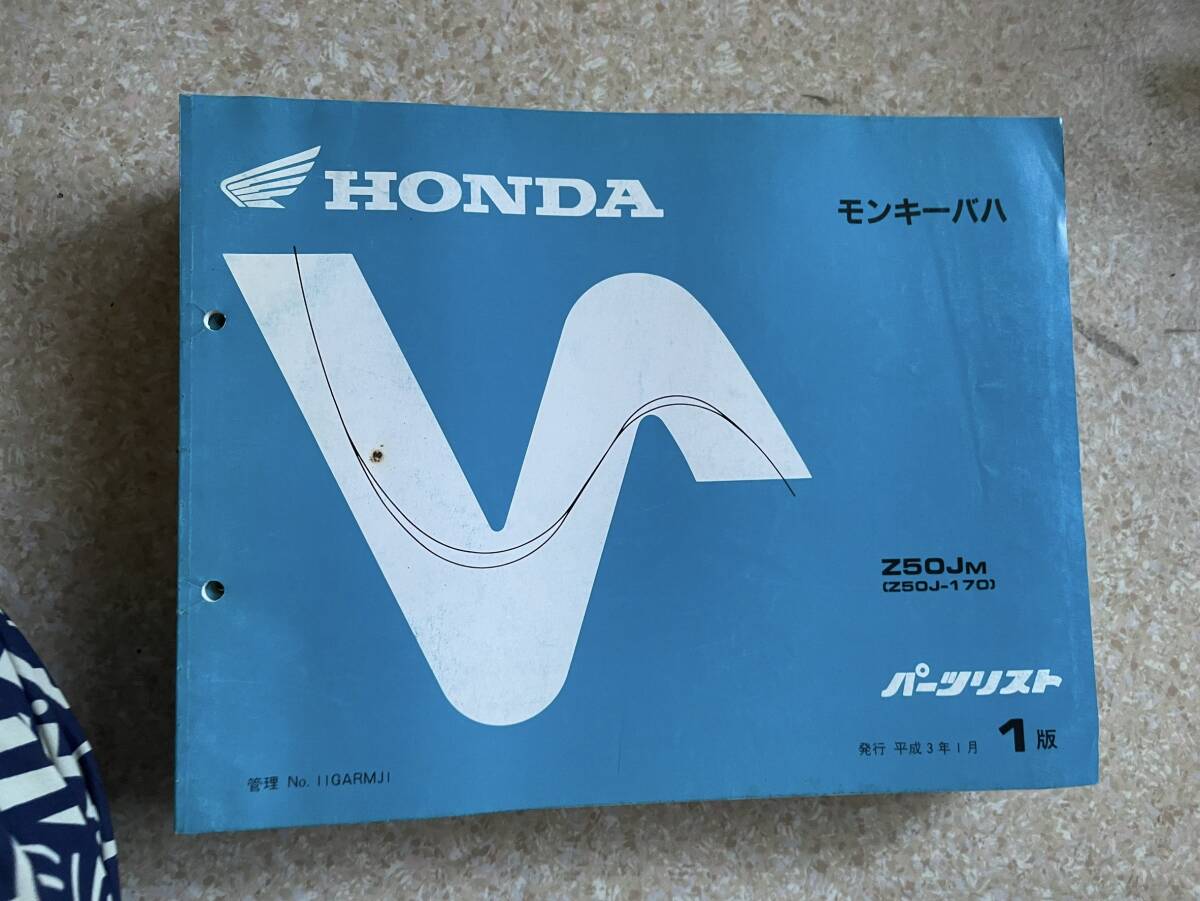 HONDA
モンキーバハ
Z50JM
(Z50J-170)
パーツリスト
発行 平成3年1月 1版
管理 No. 11GARMJ1